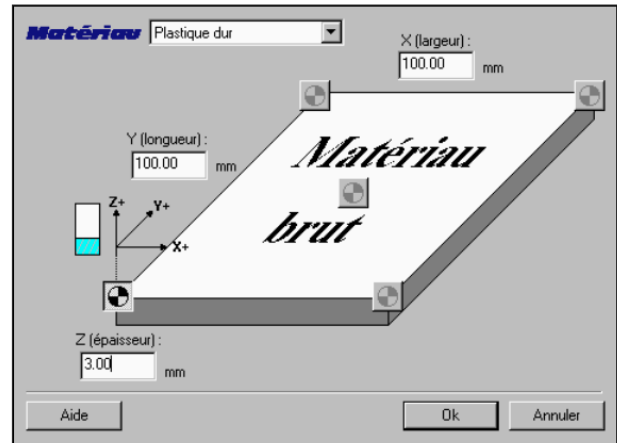 Matériau Plastique dur
X (largeur) :
100.00 mm
Y (longueur) :
100.00 mm
Matériau
brut
Z+
Y+
X+
Z (épaisseur) :
3.00 mm
Aide Ok Annuler